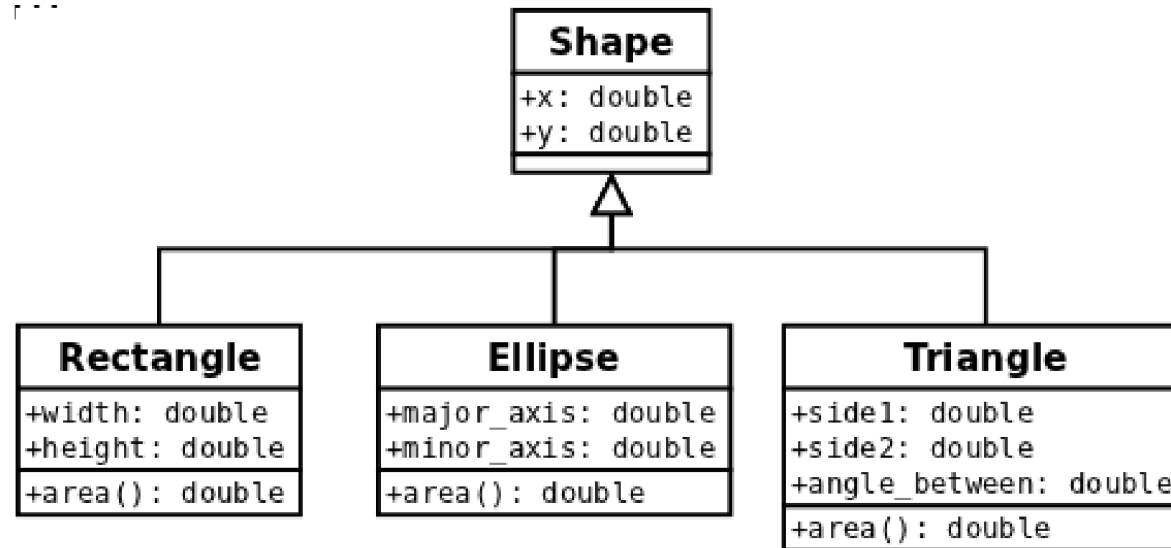 Shape
+x: double
+y: double
Rectangle
+width: double
+height: double
+area(): double
Ellipse
+major_axis: double
+minor_axis: double
+area(): double
Triangle
+side1: double
+side2: double
+angle_between: double
+area(): double